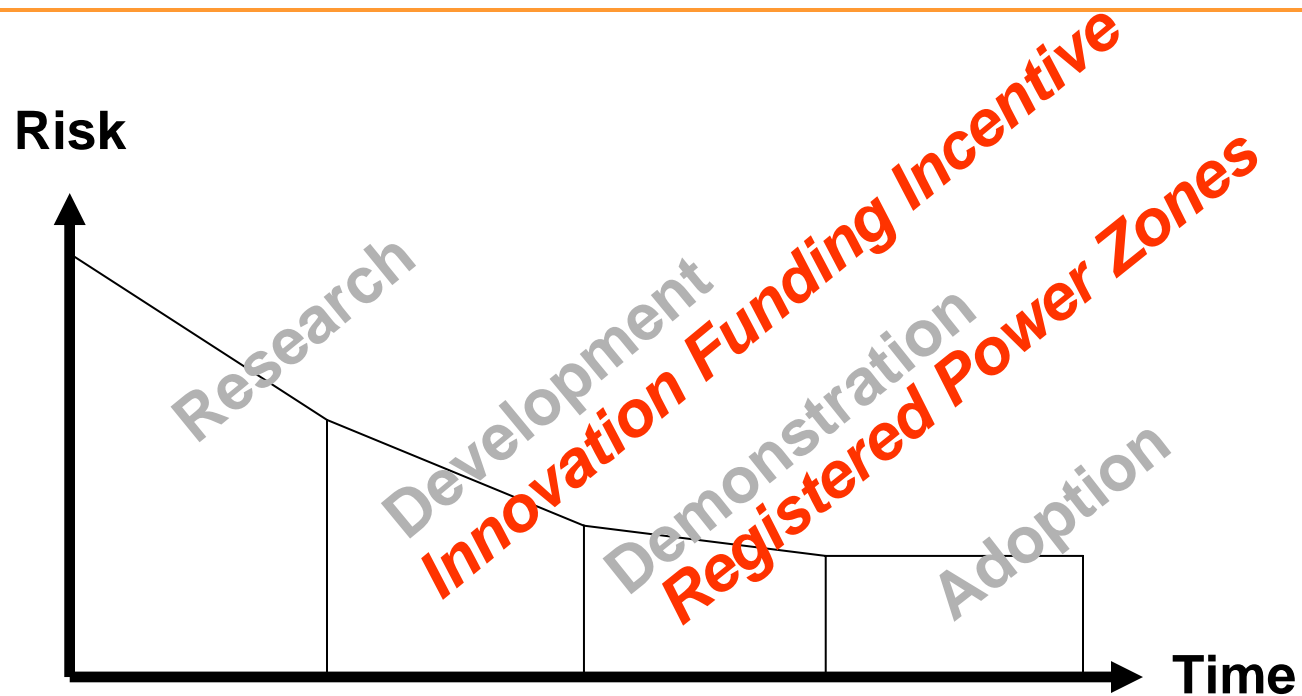 Risk
Research
Development
Innovation Funding Incentive
Demonstration
Registered Power Zones
Adoption
Time